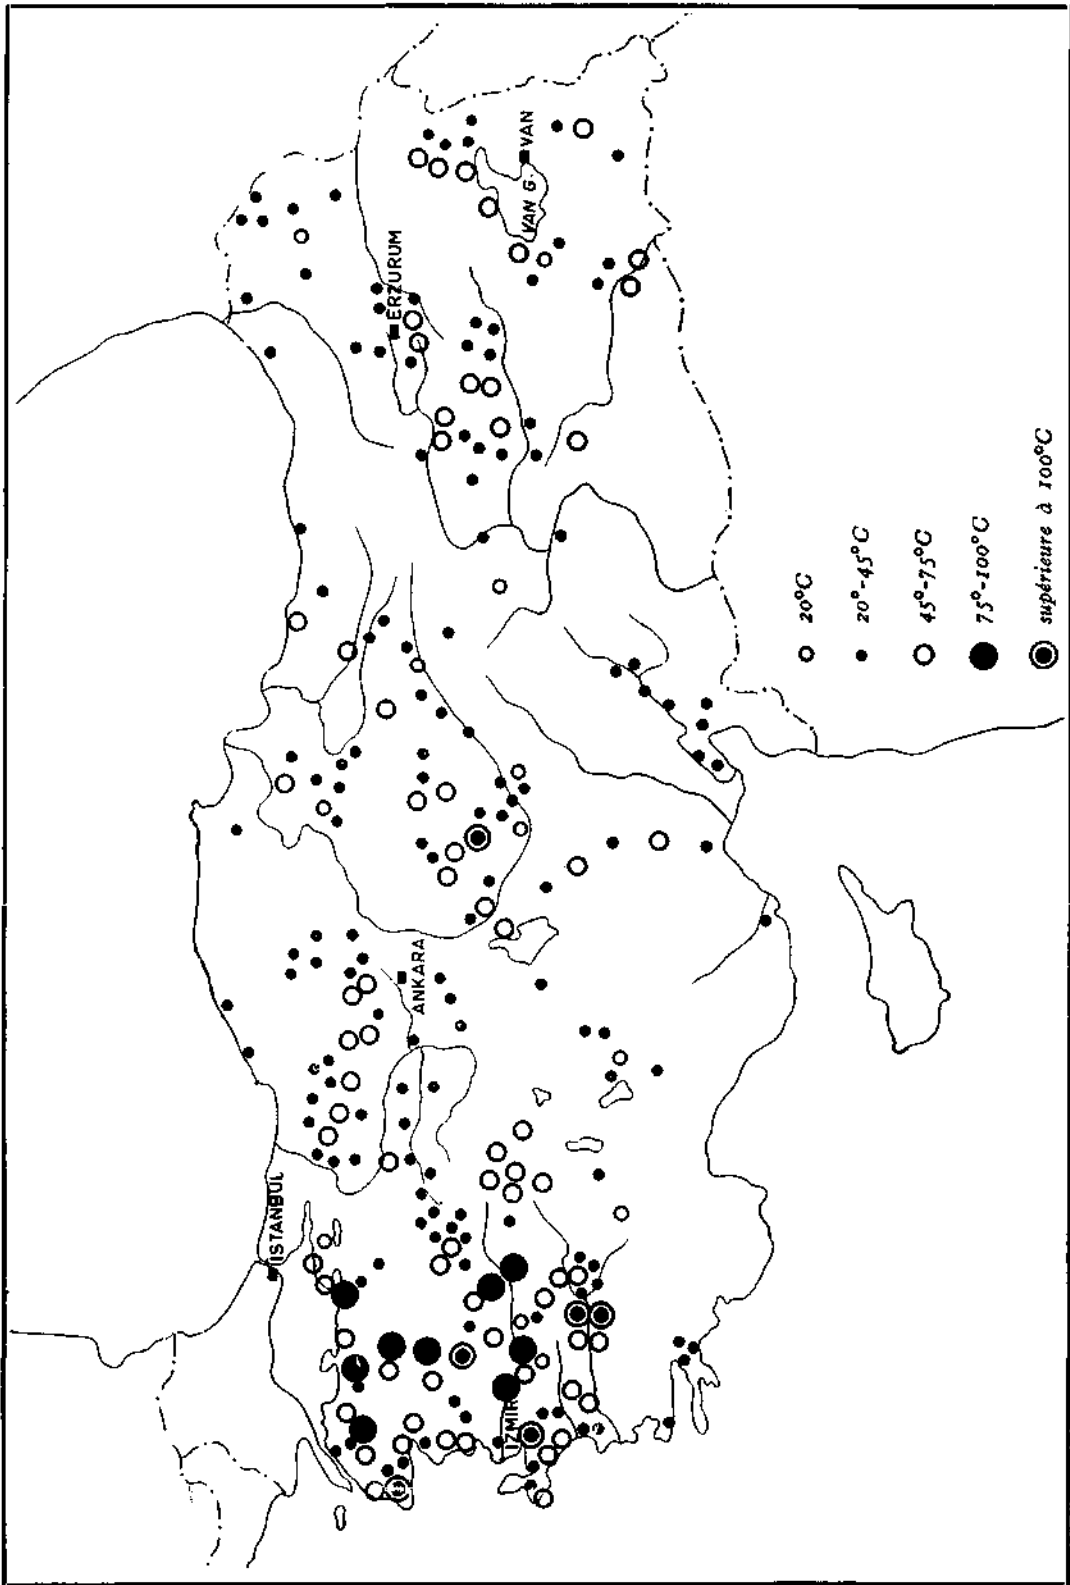 ISTANBUL
ANKARA
ERZURUM
VAN
VAN G.
IZMIR
20°C
20°-45°C
45°-75°C
75°-100°C
supérieure à 100°C